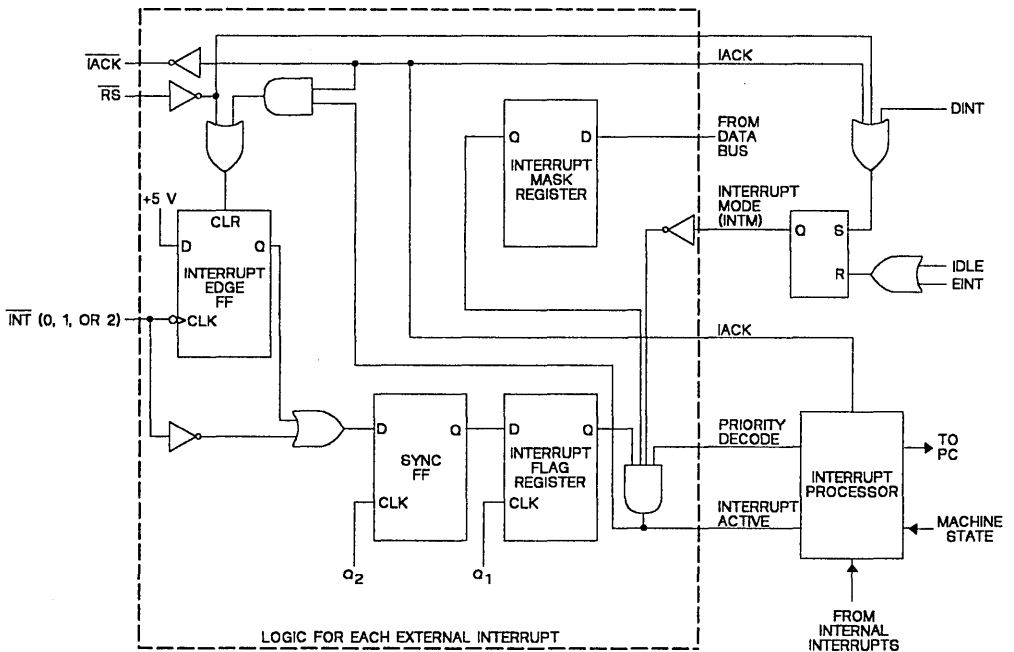 IACK
RS
IACK
DINT
FROM
DATA
BUS
Q D
INTERRUPT
MASK
REGISTER
+5 V
CLR
D Q
INTERRUPT
EDGE
FF
CLK
INTERRUPT
MODE
(INTM)
Q S
R
IDLE
EINT
INT (0, 1, OR 2)
IACK
D Q
SYNC
FF
CLK
D Q
INTERRUPT
FLAG
REGISTER
CLK
PRIORITY
DECODE
INTERRUPT
ACTIVE
INTERRUPT
PROCESSOR
TO
PC
MACHINE
STATE
Q2
Q1
FROM
INTERNAL
INTERRUPTS
LOGIC FOR EACH EXTERNAL INTERRUPT